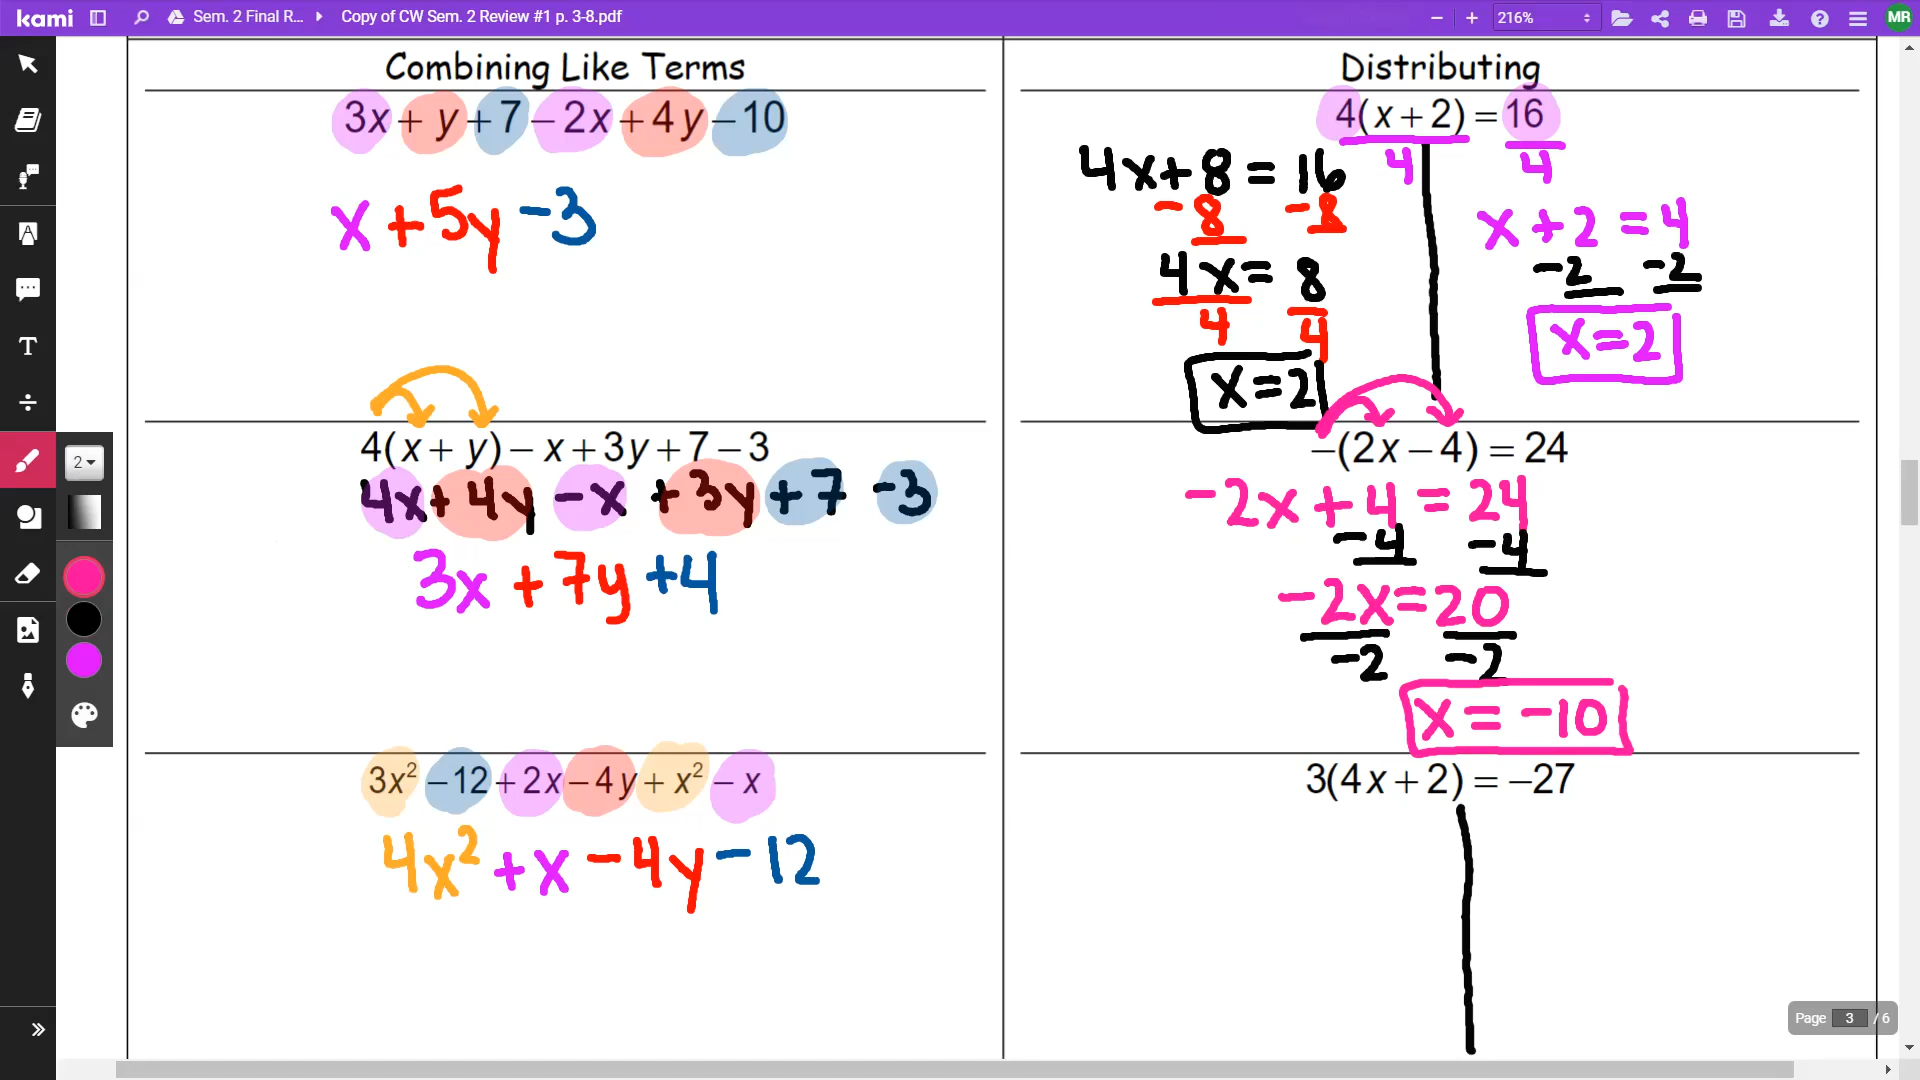 kami Sem. 2 Final R... Copy of CW Sem. 2 Review #1 p. 3-8.pdf 216% MR
Combining Like Terms
3x + y + 7 − 2x + 4y − 10
x + 5y − 3
4(x + y) − x + 3y + 7 − 3
4x + 4y − x + 3y + 7 − 3
3x + 7y + 4
3x² − 12 + 2x − 4y + x² − x
4x² + x − 4y − 12
Distributing
4(x + 2) = 16
4 4
4x + 8 = 16
− 8 − 8
4x = 8
4 4
x = 2
x + 2 = 4
− 2 − 2
x = 2
−(2x − 4) = 24
−2x + 4 = 24
− 4 − 4
−2x = 20
−2 −2
x = −10
3(4x + 2) = −27
2
T
Page 3 / 6